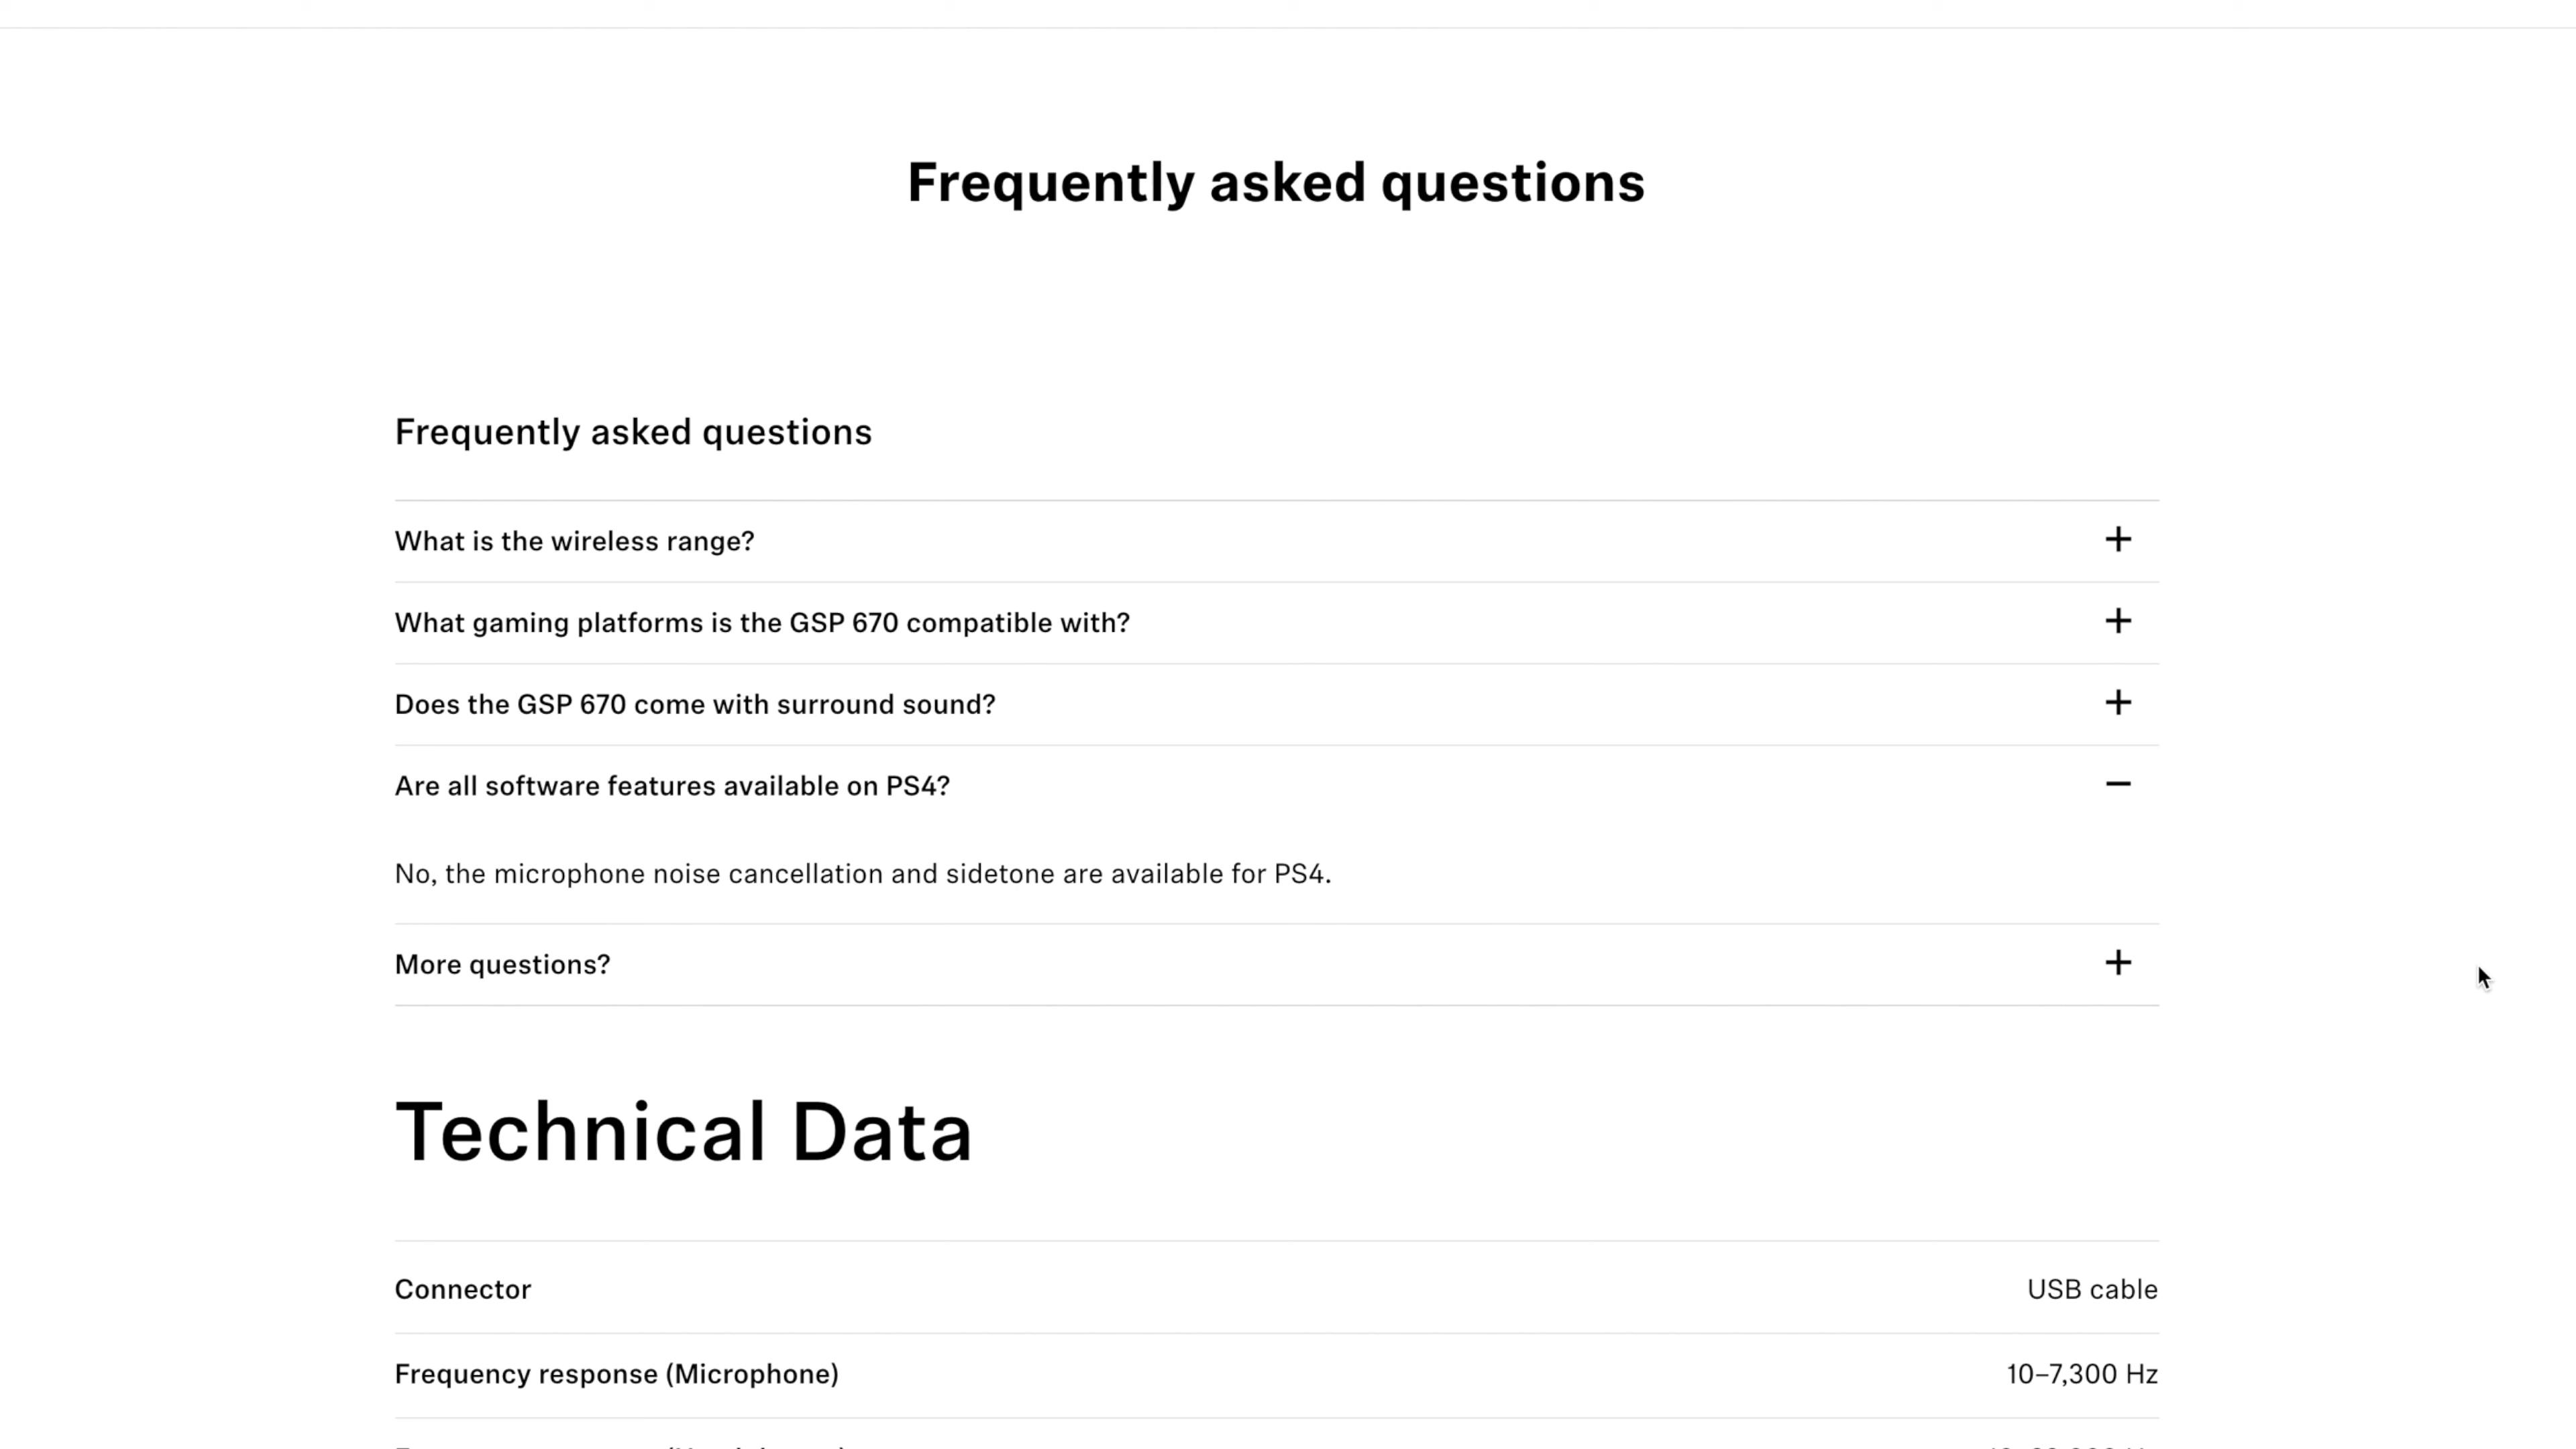 Frequently asked questions
Frequently asked questions
What is the wireless range?
What gaming platforms is the GSP 670 compatible with?
Does the GSP 670 come with surround sound?
Are all software features available on PS4?
No, the microphone noise cancellation and sidetone are available for PS4.
More questions?
Technical Data
Connector USB cable
Frequency response (Microphone) 10–7,300 Hz